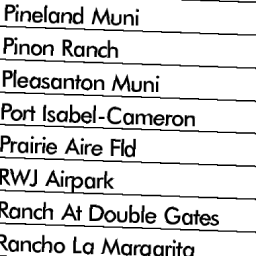 Pineland Muni
Pinon Ranch
Pleasanton Muni
Port Isabel-Cameron
Prairie Aire Fld
RWJ Airpark
Ranch At Double Gates
Rancho La Margarita